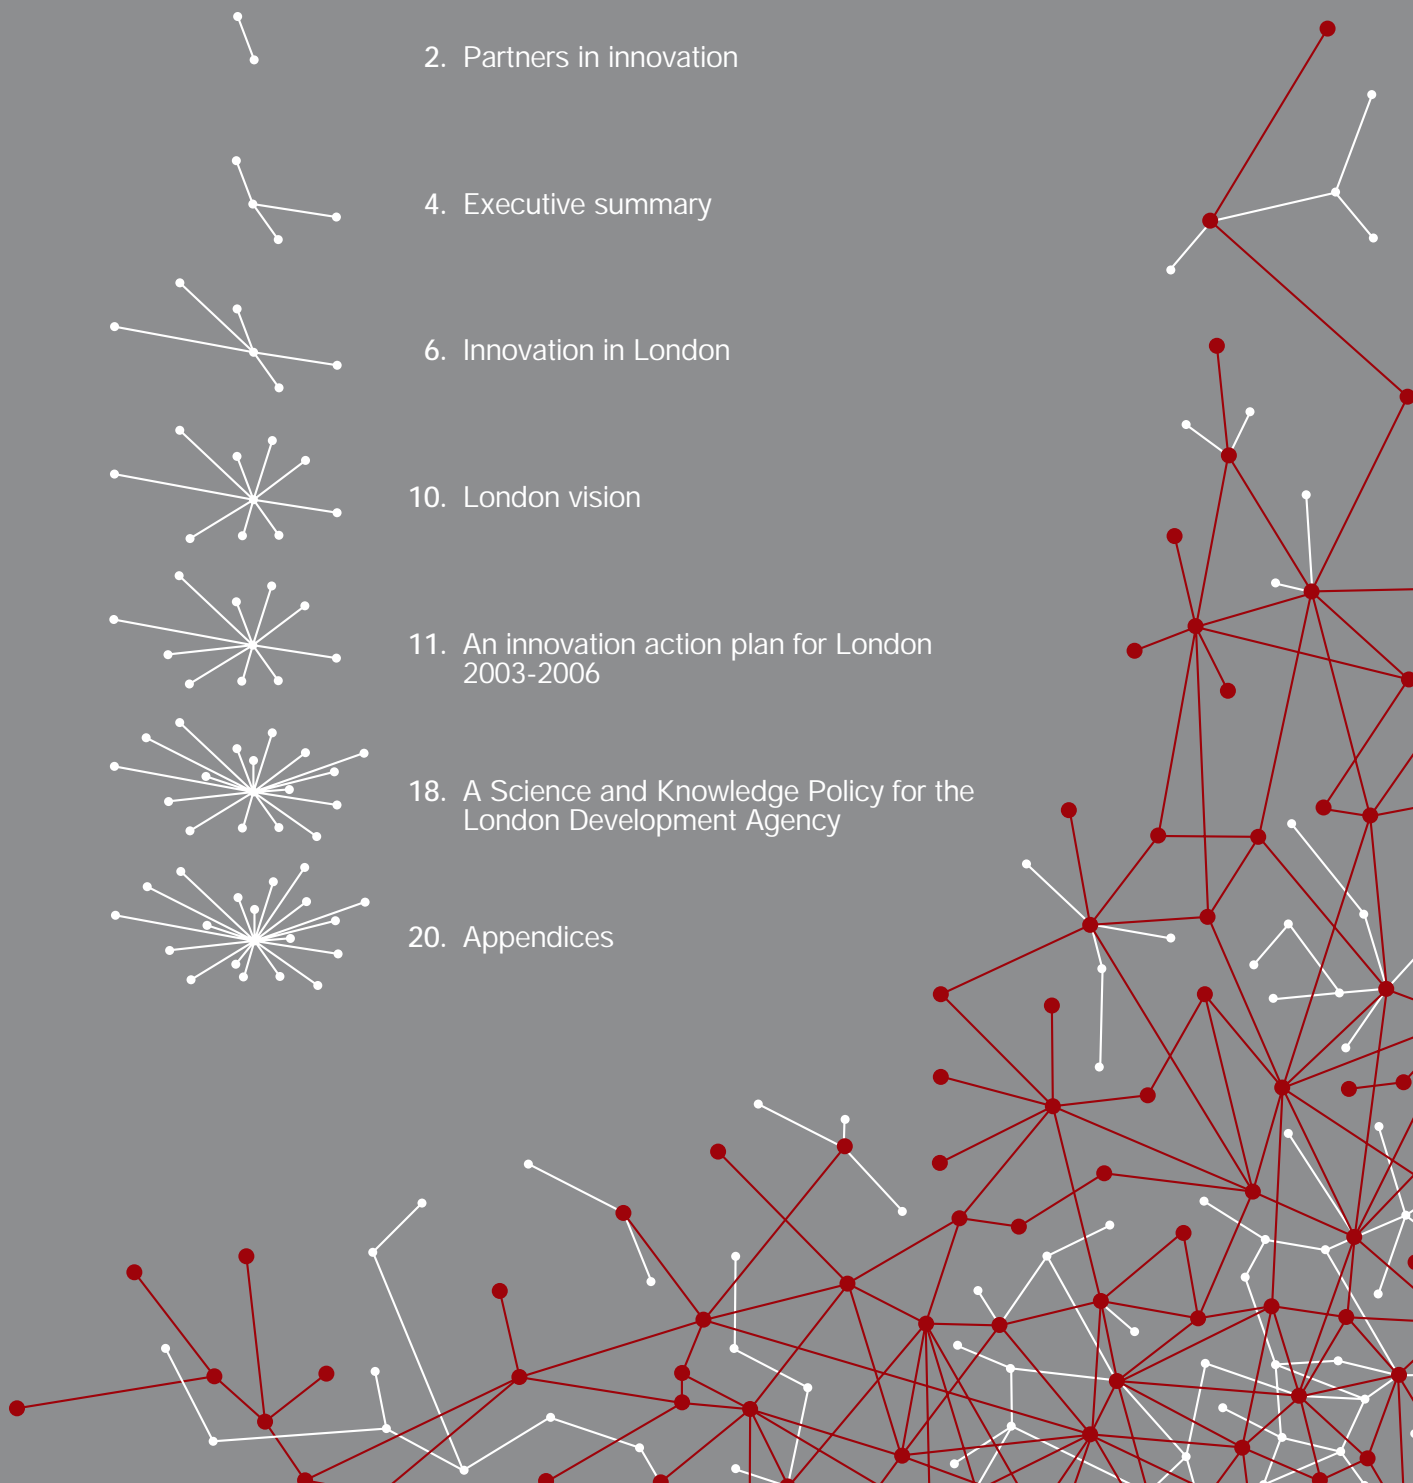 2. Partners in innovation
4. Executive summary
6. Innovation in London
10. London vision
11. An innovation action plan for London
2003-2006
18. A Science and Knowledge Policy for the
London Development Agency
20. Appendices